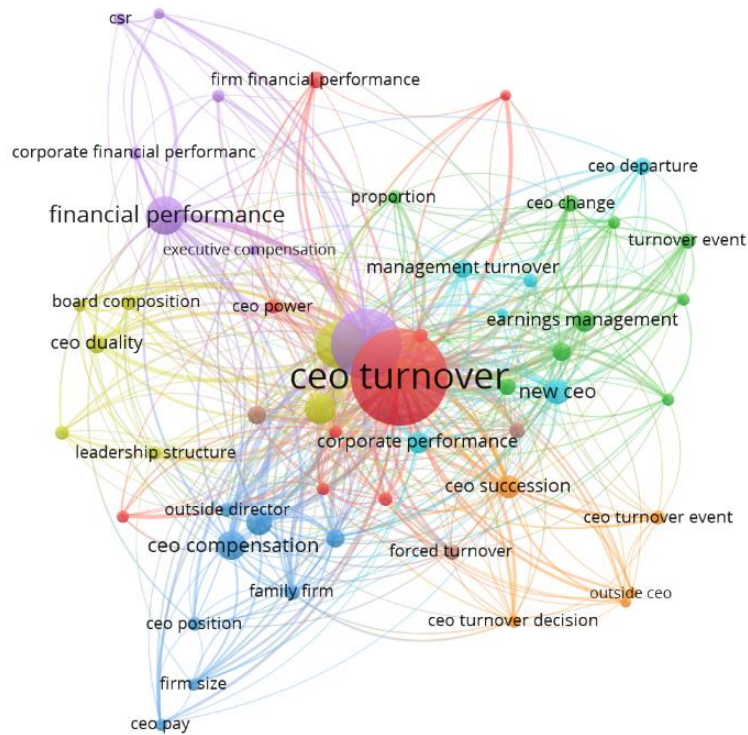 csr
firm financial performance
corporate financial performanc
ceo departure
proportion
ceo change
financial performance
turnover event
executive compensation
management turnover
board composition
ceo power
earnings management
ceo duality
ceo turnover
new ceo
corporate performance
leadership structure
ceo succession
outside director
ceo turnover event
ceo compensation
forced turnover
family firm
outside ceo
ceo position
ceo turnover decision
firm size
ceo pay